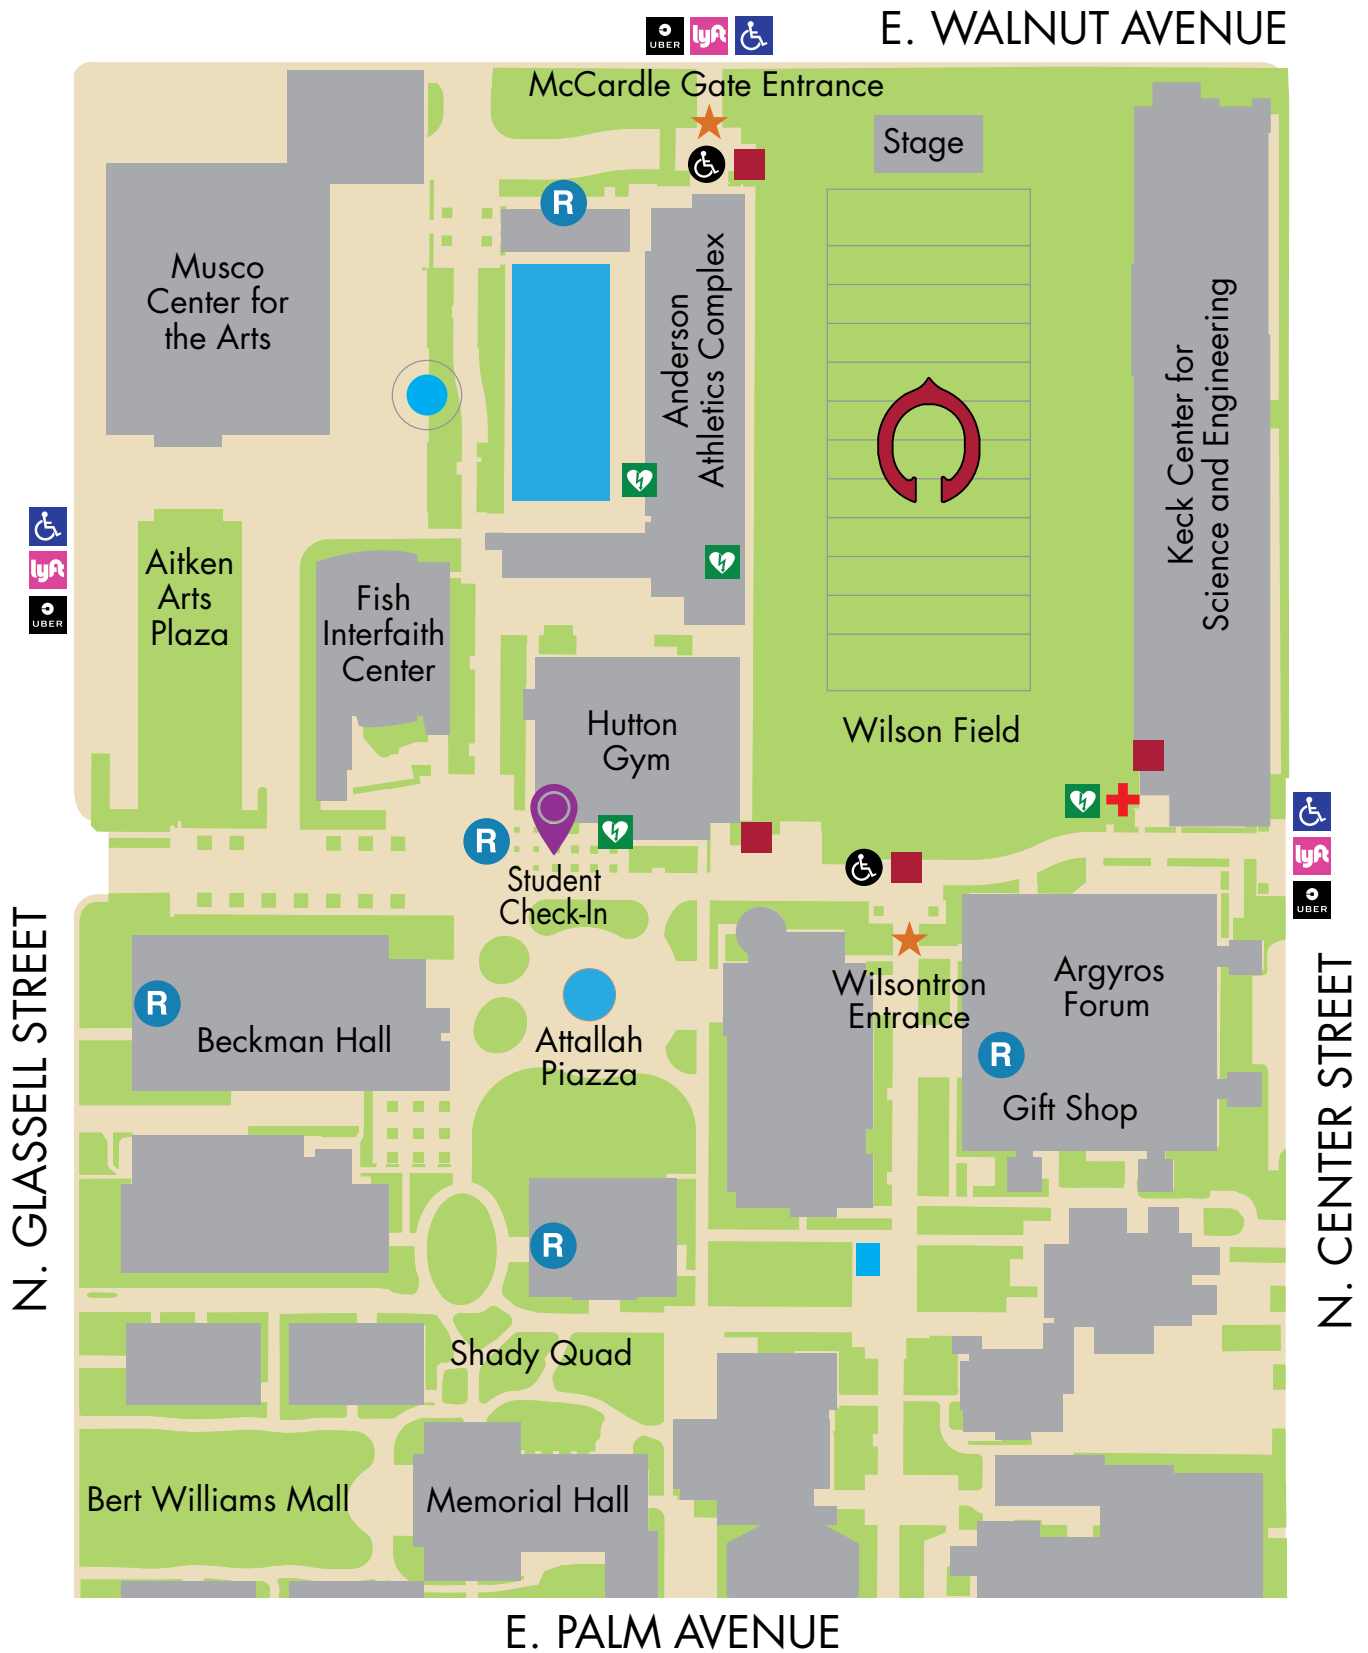 E. WALNUT AVENUE
UBER
lyft
McCardle Gate Entrance
Stage
R
Musco
Center for
the Arts
Anderson
Athletics Complex
Keck Center for
Science and Engineering
lyft
UBER
Aitken
Arts
Plaza
Fish
Interfaith
Center
Hutton
Gym
Wilson Field
R
Student
Check-In
lyft
UBER
N. GLASSELL STREET
R
Beckman Hall
Attallah
Piazza
Wilsontron
Entrance
Argyros
Forum
R
Gift Shop
N. CENTER STREET
R
Shady Quad
Bert Williams Mall
Memorial Hall
E. PALM AVENUE